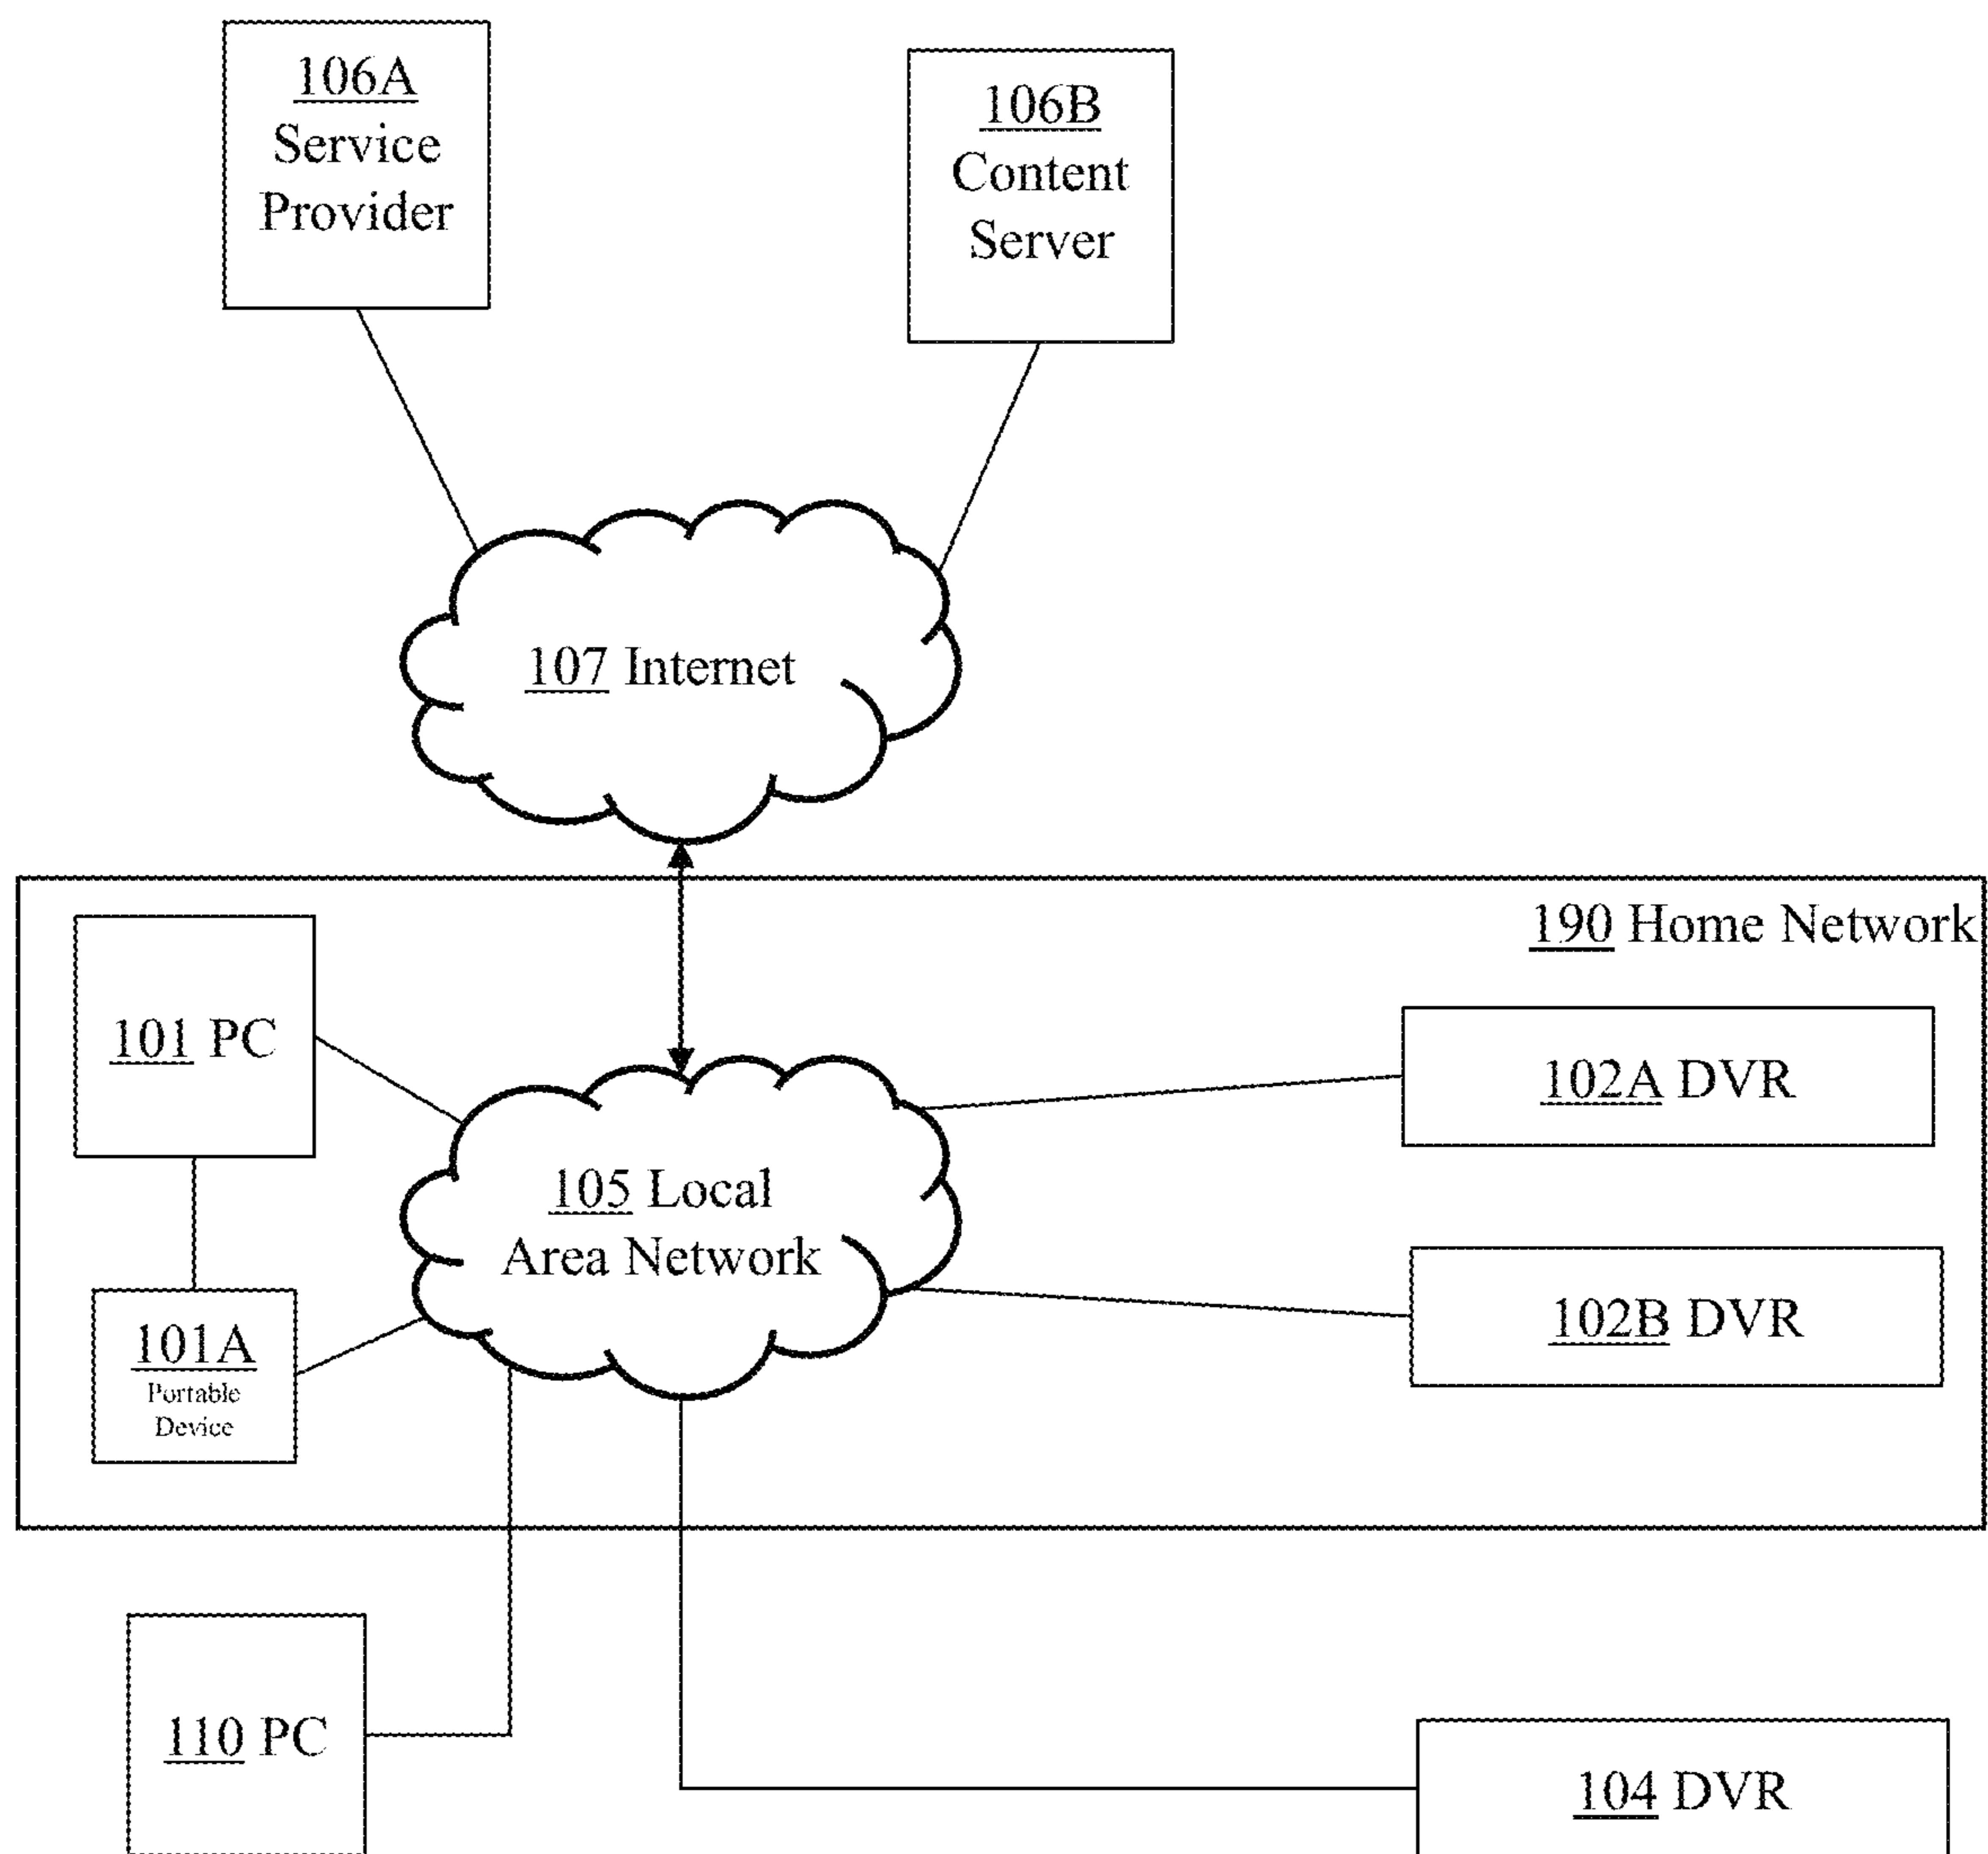 106A
Service
Provider
106B
Content
Server
107 Internet
190 Home Network
101 PC
102A DVR
105 Local
Area Network
102B DVR
101A
Portable
Device
110 PC
104 DVR